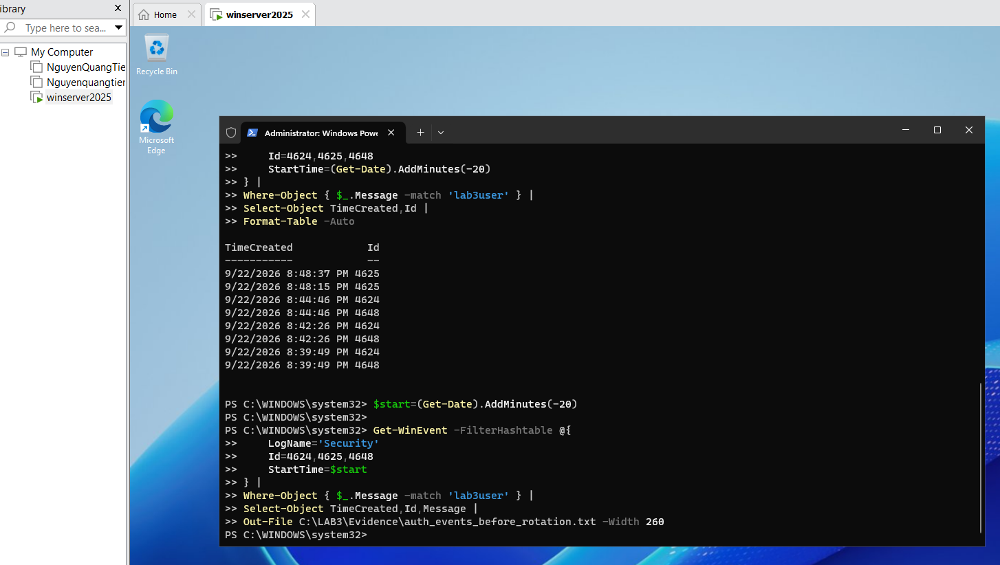 ibrary
Type here to sea...
My Computer
NguyenQuangTie
Nguyenquangtier
winserver2025
Home
winserver2025
Recycle Bin
Microsoft
Edge
Administrator: Windows Powe
>>     Id=4624,4625,4648
>>     StartTime=(Get-Date).AddMinutes(-20)
>> } |
>> Where-Object { $_.Message -match 'lab3user' } |
>> Select-Object TimeCreated,Id |
>> Format-Table -Auto
TimeCreated            Id
-----------            --
9/22/2026 8:48:37 PM 4625
9/22/2026 8:48:15 PM 4625
9/22/2026 8:44:46 PM 4624
9/22/2026 8:44:46 PM 4648
9/22/2026 8:42:26 PM 4624
9/22/2026 8:42:26 PM 4648
9/22/2026 8:39:49 PM 4624
9/22/2026 8:39:49 PM 4648
PS C:\WINDOWS\system32> $start=(Get-Date).AddMinutes(-20)
PS C:\WINDOWS\system32>
PS C:\WINDOWS\system32> Get-WinEvent -FilterHashtable @{
>>     LogName='Security'
>>     Id=4624,4625,4648
>>     StartTime=$start
>> } |
>> Where-Object { $_.Message -match 'lab3user' } |
>> Select-Object TimeCreated,Id,Message |
>> Out-File C:\LAB3\Evidence\auth_events_before_rotation.txt -Width 260
PS C:\WINDOWS\system32>